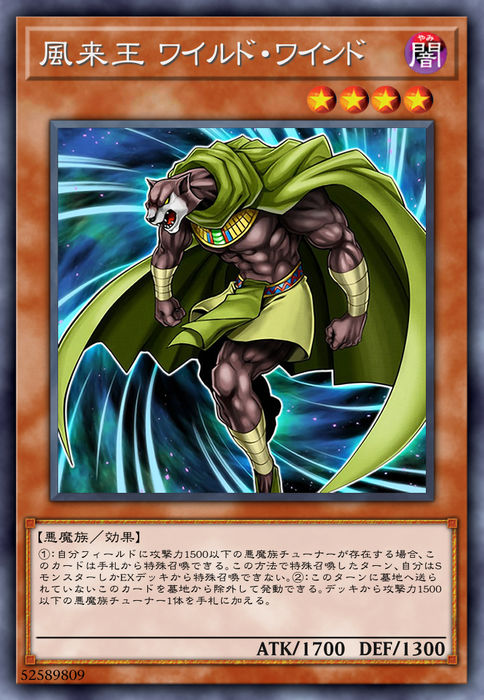 風来王 ワイルド・ワインド
闇
やみ
【悪魔族／効果】
①:自分フィールドに攻撃力1500以下の悪魔族チューナーが存在する場合、こ
のカードは手札から特殊召喚できる。この方法で特殊召喚したターン、自分はS
モンスターしかEXデッキから特殊召喚できない。②:このターンに墓地へ送ら
れていないこのカードを墓地から除外して発動できる。デッキから攻撃力1500
以下の悪魔族チューナー1体を手札に加える。
ATK/1700 DEF/1300
52589809